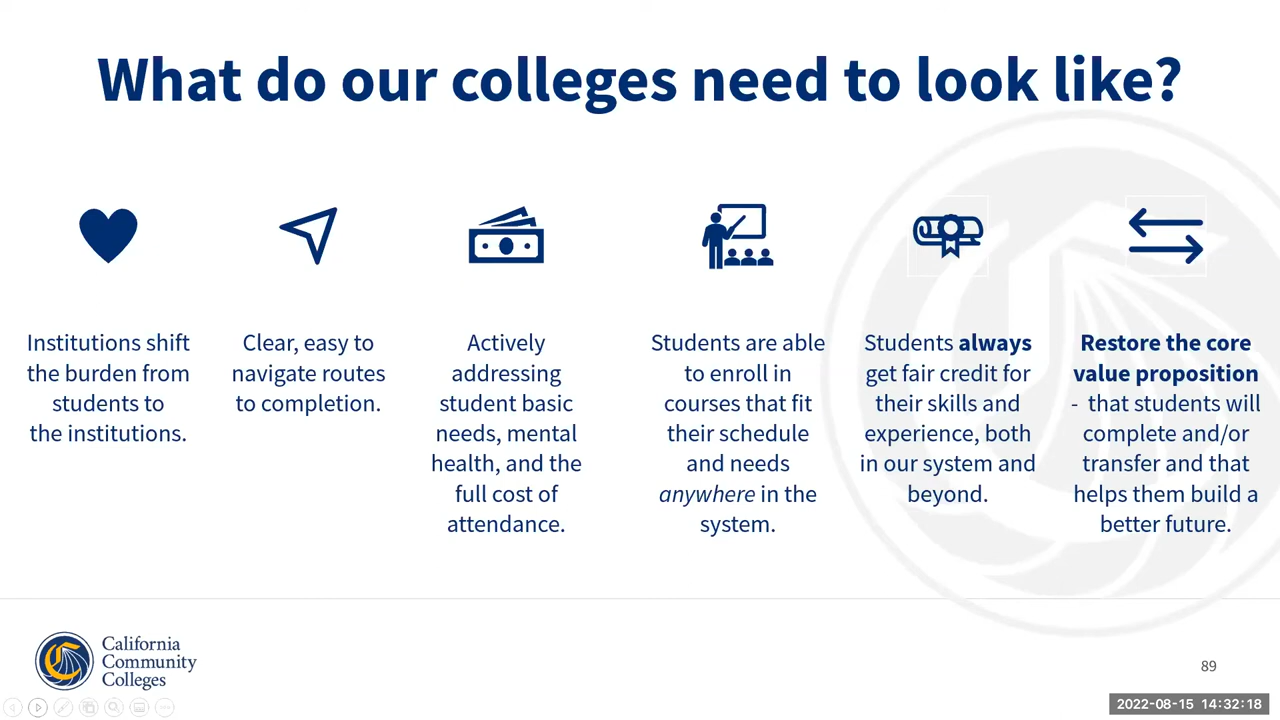 What do our colleges need to look like?
Institutions shift
the burden from
students to
the institutions.
Clear, easy to
navigate routes
to completion.
Actively
addressing
student basic
needs, mental
health, and the
full cost of
attendance.
Students are able
to enroll in
courses that fit
their schedule
and needs
anywhere in the
system.
Students always
get fair credit for
their skills and
experience, both
in our system and
beyond.
Restore the core
value proposition
- that students will
complete and/or
transfer and that
helps them build a
better future.
California
Community
Colleges
89
2022-08-15 14:32:18